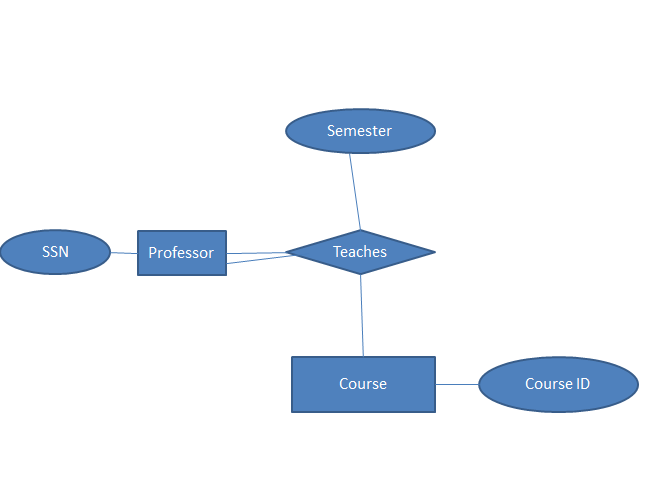 Semester
SSN
Professor
Teaches
Course
Course ID